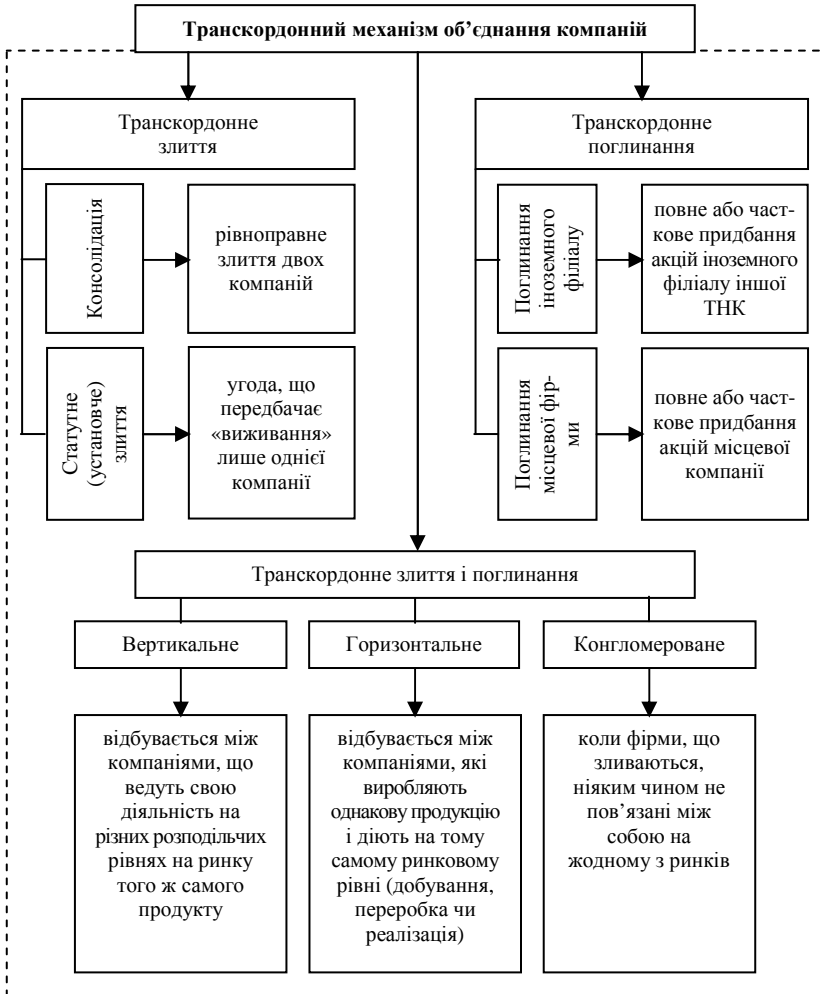 Транскордонний механізм об’єднання компаній
Транскордонне
злиття
Консолідація
рівноправне
злиття двох
компаній
Статутне
(установче)
злиття
угода, що
передбачає
«виживання»
лише однієї
компанії
Транскордонне
поглинання
Поглинання
іноземного
філіалу
повне або част-
кове придбання
акцій іноземного
філіалу іншої
ТНК
Поглинання
місцевої фір-
ми
повне або част-
кове придбання
акцій місцевої
компанії
Транскордонне злиття і поглинання
Вертикальне
відбувається між
компаніями, що
ведуть свою
діяльність на
різних розподільчих
рівнях на ринку
того ж самого
продукту
Горизонтальне
відбувається між
компаніями, які
виробляють
однакову продукцію
і діють на тому
самому ринковому
рівні (добування,
переробка чи
реалізація)
Конгломероване
коли фірми, що
зливаються,
ніяким чином не
пов’язані між
собою на
жодному з ринків